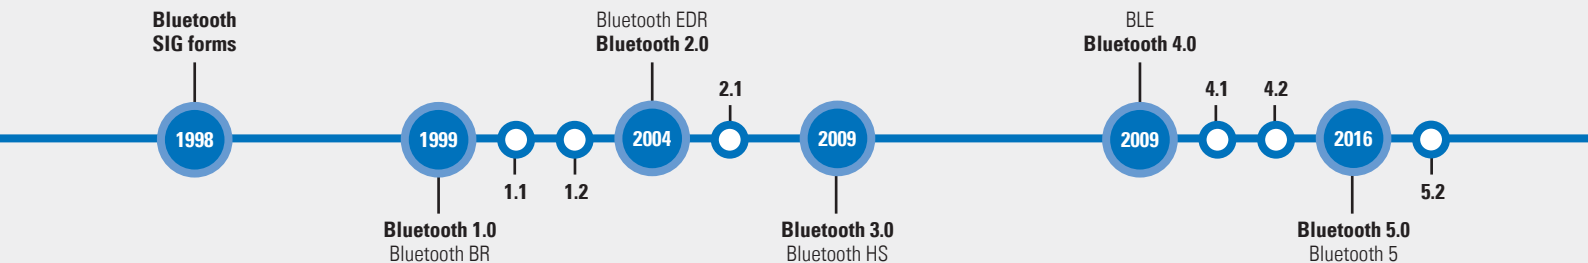 Bluetooth
SIG forms
1998
1999
Bluetooth 1.0
Bluetooth BR
1.1
1.2
Bluetooth EDR
Bluetooth 2.0
2004
2.1
2009
Bluetooth 3.0
Bluetooth HS
BLE
Bluetooth 4.0
2009
4.1
4.2
2016
Bluetooth 5.0
Bluetooth 5
5.2